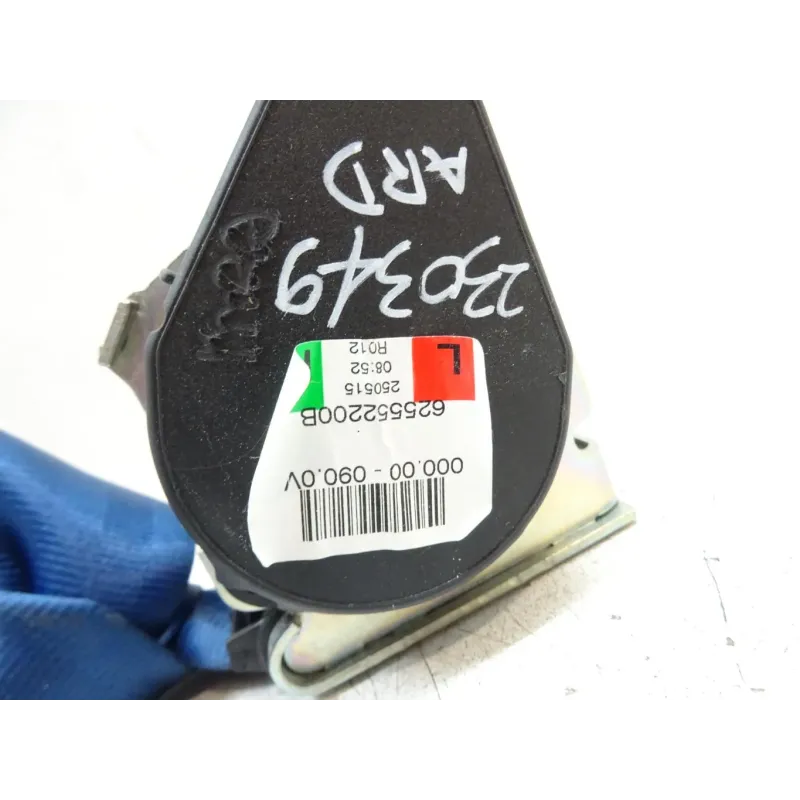 ARD
230349
L
R012
08:52
250515
625552200B
000.00 - 090.0V